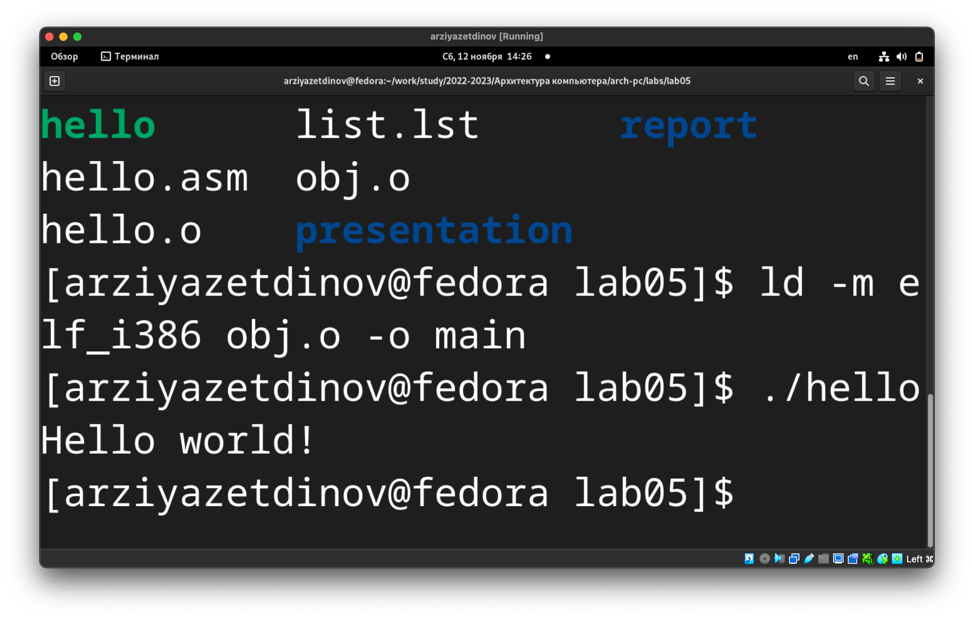 arziyazetdinov [Running]
Обзор Терминал Сб, 12 ноября 14:26 en
arziyazetdinov@fedora:~/work/study/2022-2023/Архитектура компьютера/arch-pc/labs/lab05
hello list.lst report
hello.asm obj.o
hello.o presentation
[arziyazetdinov@fedora lab05]$ ld -m e
lf_i386 obj.o -o main
[arziyazetdinov@fedora lab05]$ ./hello
Hello world!
[arziyazetdinov@fedora lab05]$
Left ⌘